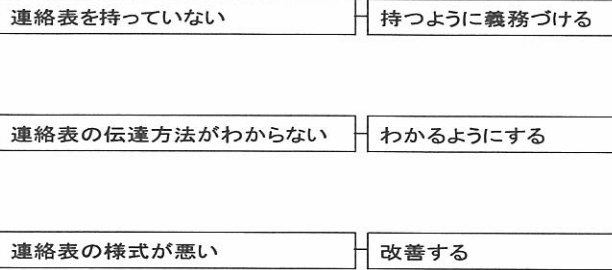 連絡表を持っていない
持つように義務づける
連絡表の伝達方法がわからない
わかるようにする
連絡表の様式が悪い
改善する